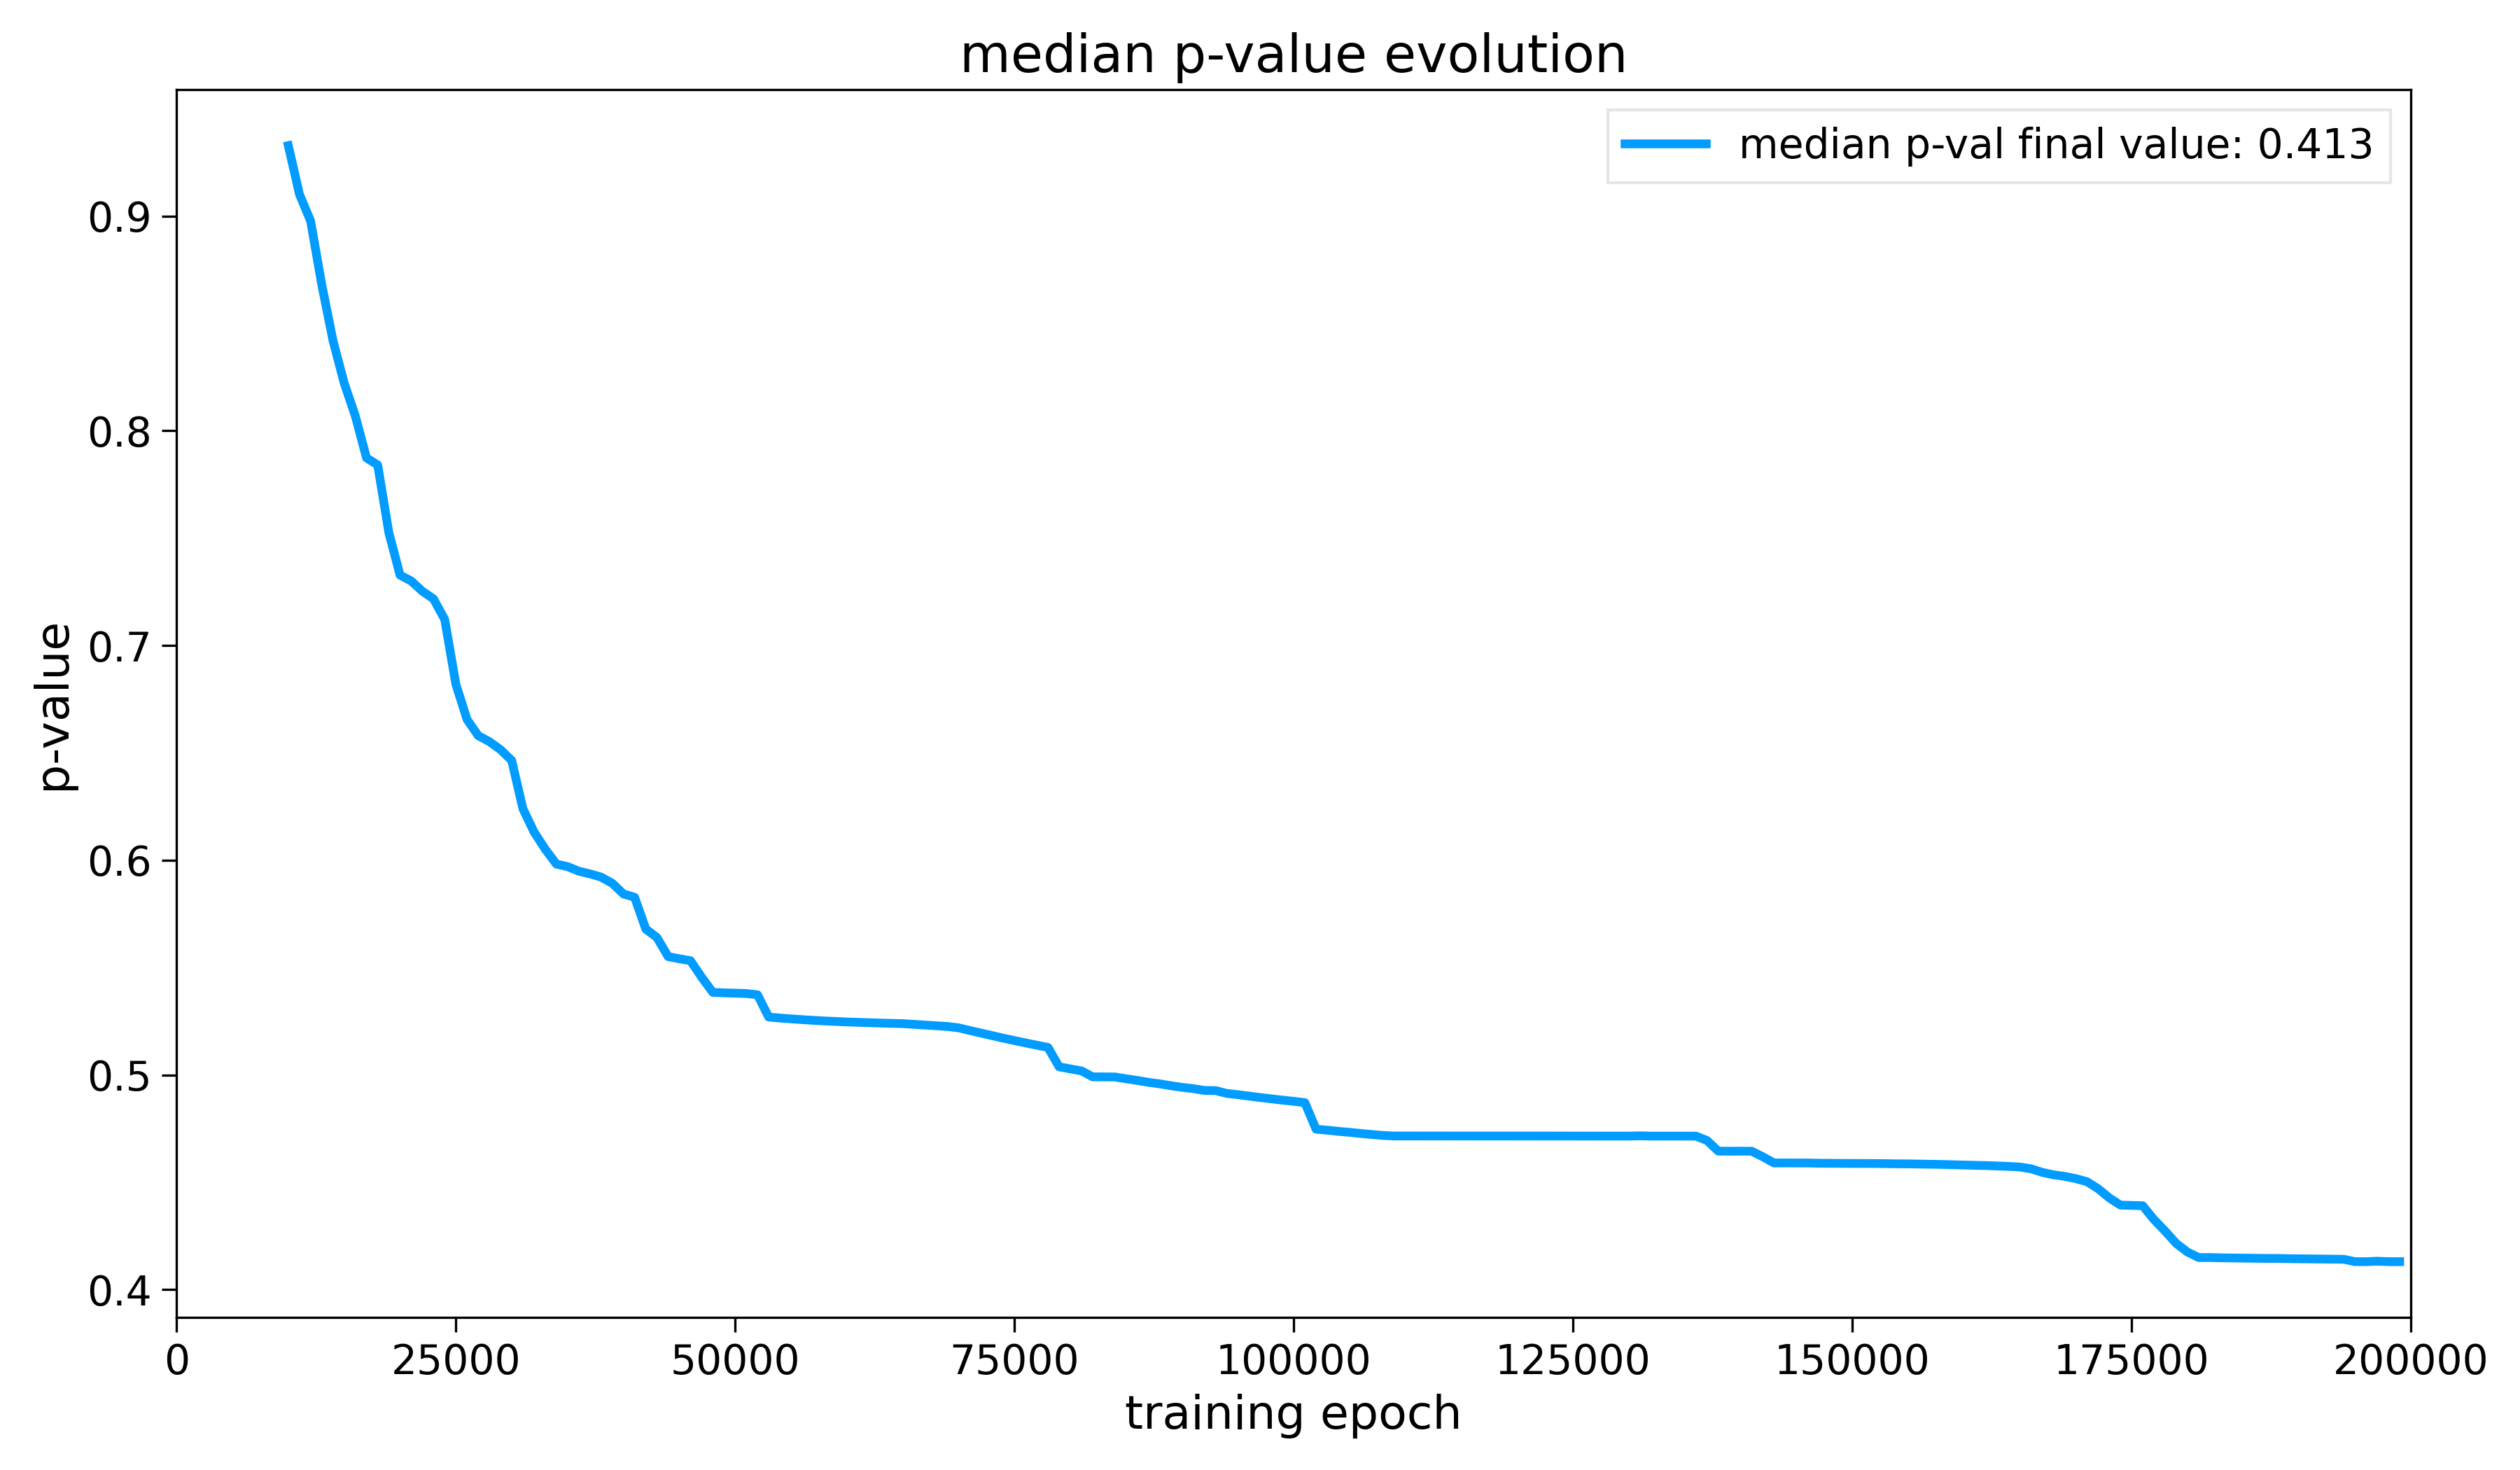 median p-value evolution
median p-val final value: 0.413
0.9
0.8
0.7
0.6
0.5
0.4
p-value
0 25000 50000 75000 100000 125000 150000 175000 200000
training epoch